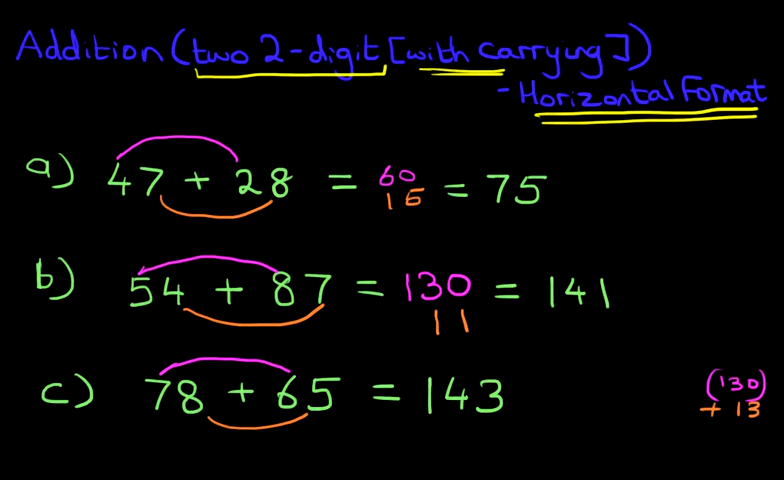 Addition (two 2-digit [with carrying])
- Horizontal Format
a) 47 + 28 = 60 = 75
15
b) 54 + 87 = 130 = 141
11
c) 78 + 65 = 143
(130)
+ 13